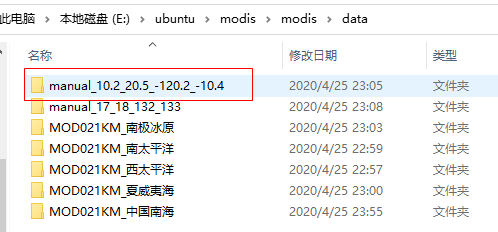 此电脑 > 本地磁盘 (E:) > ubuntu > modis > modis > data
名称 修改日期 类型
manual_10.2_20.5_-120.2_-10.4 2020/4/25 23:05 文件夹
manual_17_18_132_133 2020/4/25 23:08 文件夹
MOD021KM_南极冰原 2020/4/25 23:03 文件夹
MOD021KM_南太平洋 2020/4/25 22:59 文件夹
MOD021KM_西太平洋 2020/4/25 22:57 文件夹
MOD021KM_夏威夷海 2020/4/25 23:00 文件夹
MOD021KM_中国南海 2020/4/25 23:55 文件夹